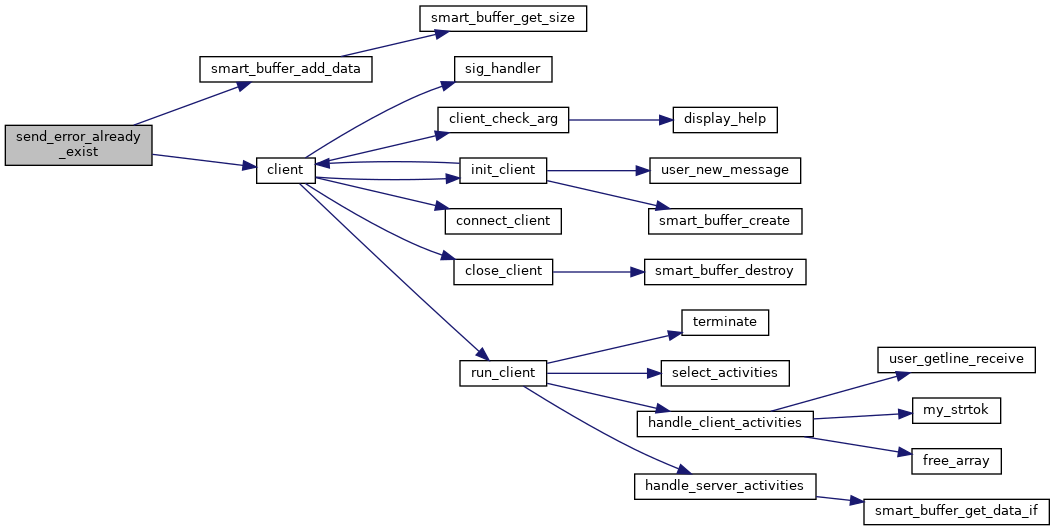 smart_buffer_get_size
smart_buffer_add_data
sig_handler
client_check_arg
display_help
send_error_already
_exist
client
init_client
user_new_message
connect_client
smart_buffer_create
close_client
smart_buffer_destroy
terminate
run_client
select_activities
user_getline_receive
handle_client_activities
my_strtok
free_array
handle_server_activities
smart_buffer_get_data_if